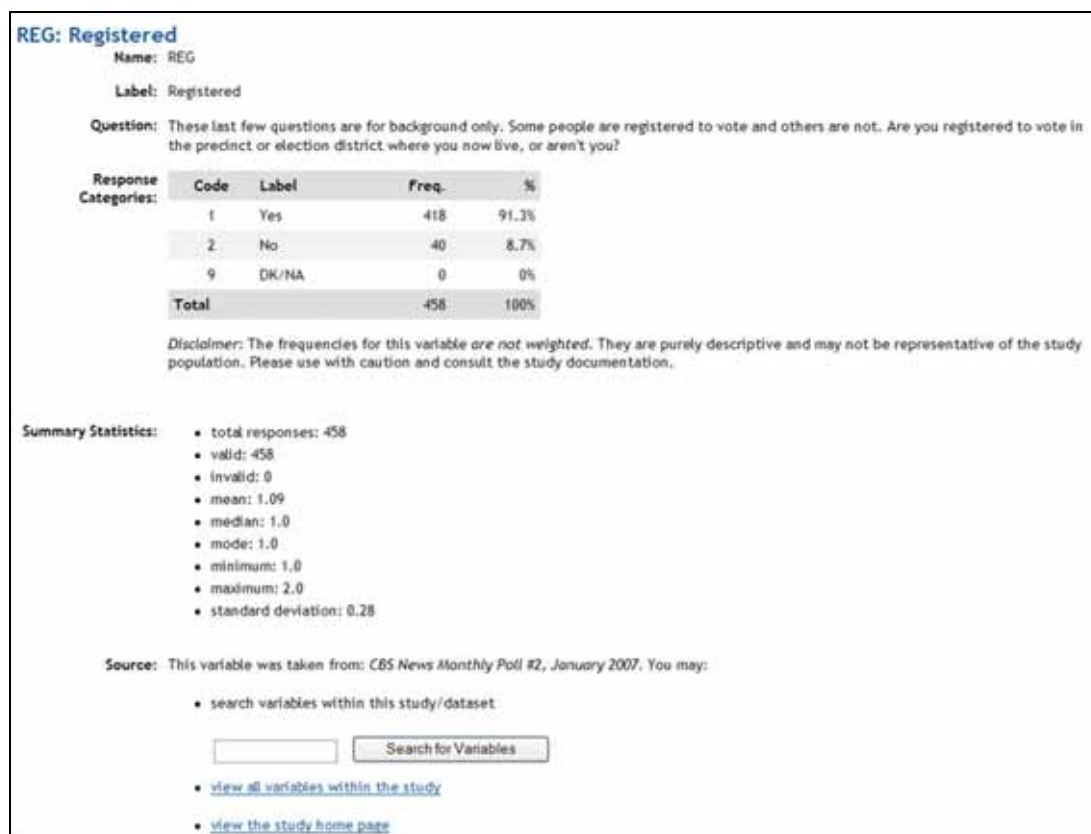 REG: Registered
Name: REG
Label: Registered
Question: These last few questions are for background only. Some people are registered to vote and others are not. Are you registered to vote in
the precinct or election district where you now live, or aren't you?
Response Categories:
Code Label Freq. %
1 Yes 418 91.3%
2 No 40 8.7%
9 DK/NA 0 0%
Total 458 100%
Disclaimer: The frequencies for this variable are not weighted. They are purely descriptive and may not be representative of the study
population. Please use with caution and consult the study documentation.
Summary Statistics:
• total responses: 458
• valid: 458
• invalid: 0
• mean: 1.09
• median: 1.0
• mode: 1.0
• minimum: 1.0
• maximum: 2.0
• standard deviation: 0.28
Source: This variable was taken from: CBS News Monthly Poll #2, January 2007. You may:
• search variables within this study/dataset
Search for Variables
• view all variables within the study
• view the study home page